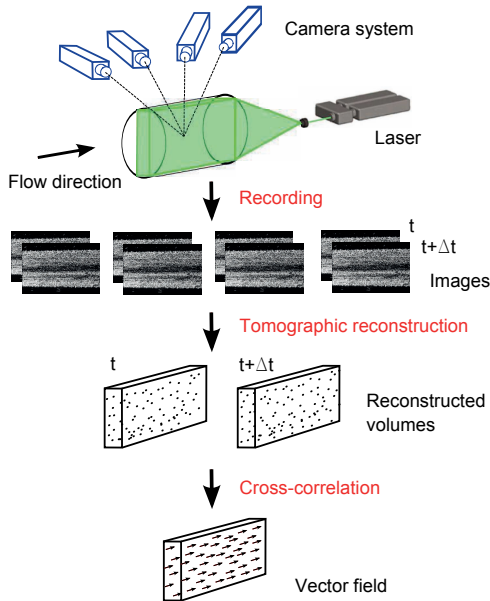 Camera system
Laser
Flow direction
Recording
t
t+Δt
Images
Tomographic reconstruction
t
t+Δt
Reconstructed
volumes
Cross-correlation
Vector field